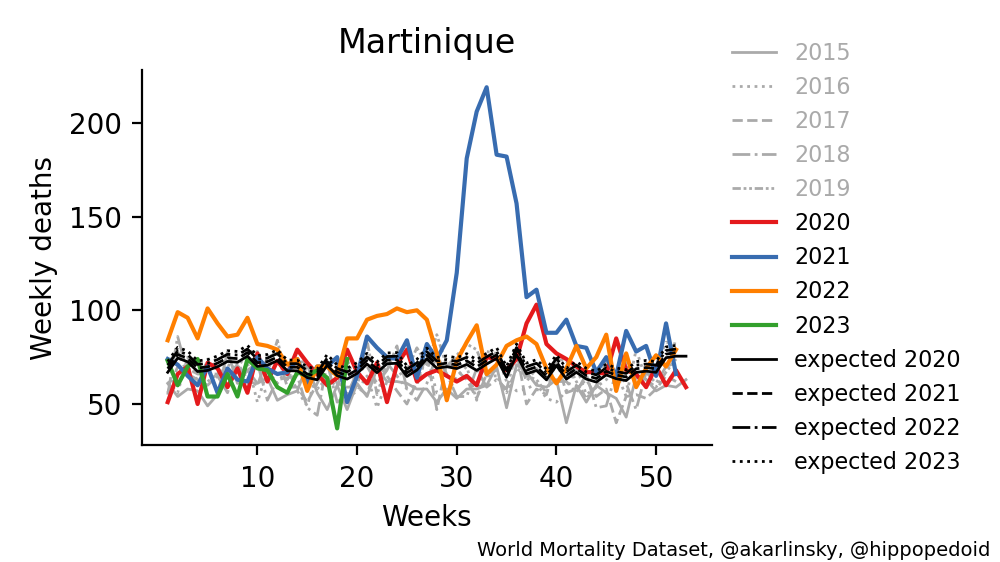 Martinique
Weekly deaths
200
150
100
50
10
20
30
40
50
Weeks
2015
2016
2017
2018
2019
2020
2021
2022
2023
expected 2020
expected 2021
expected 2022
expected 2023
World Mortality Dataset, @akarlinsky, @hippopedoid